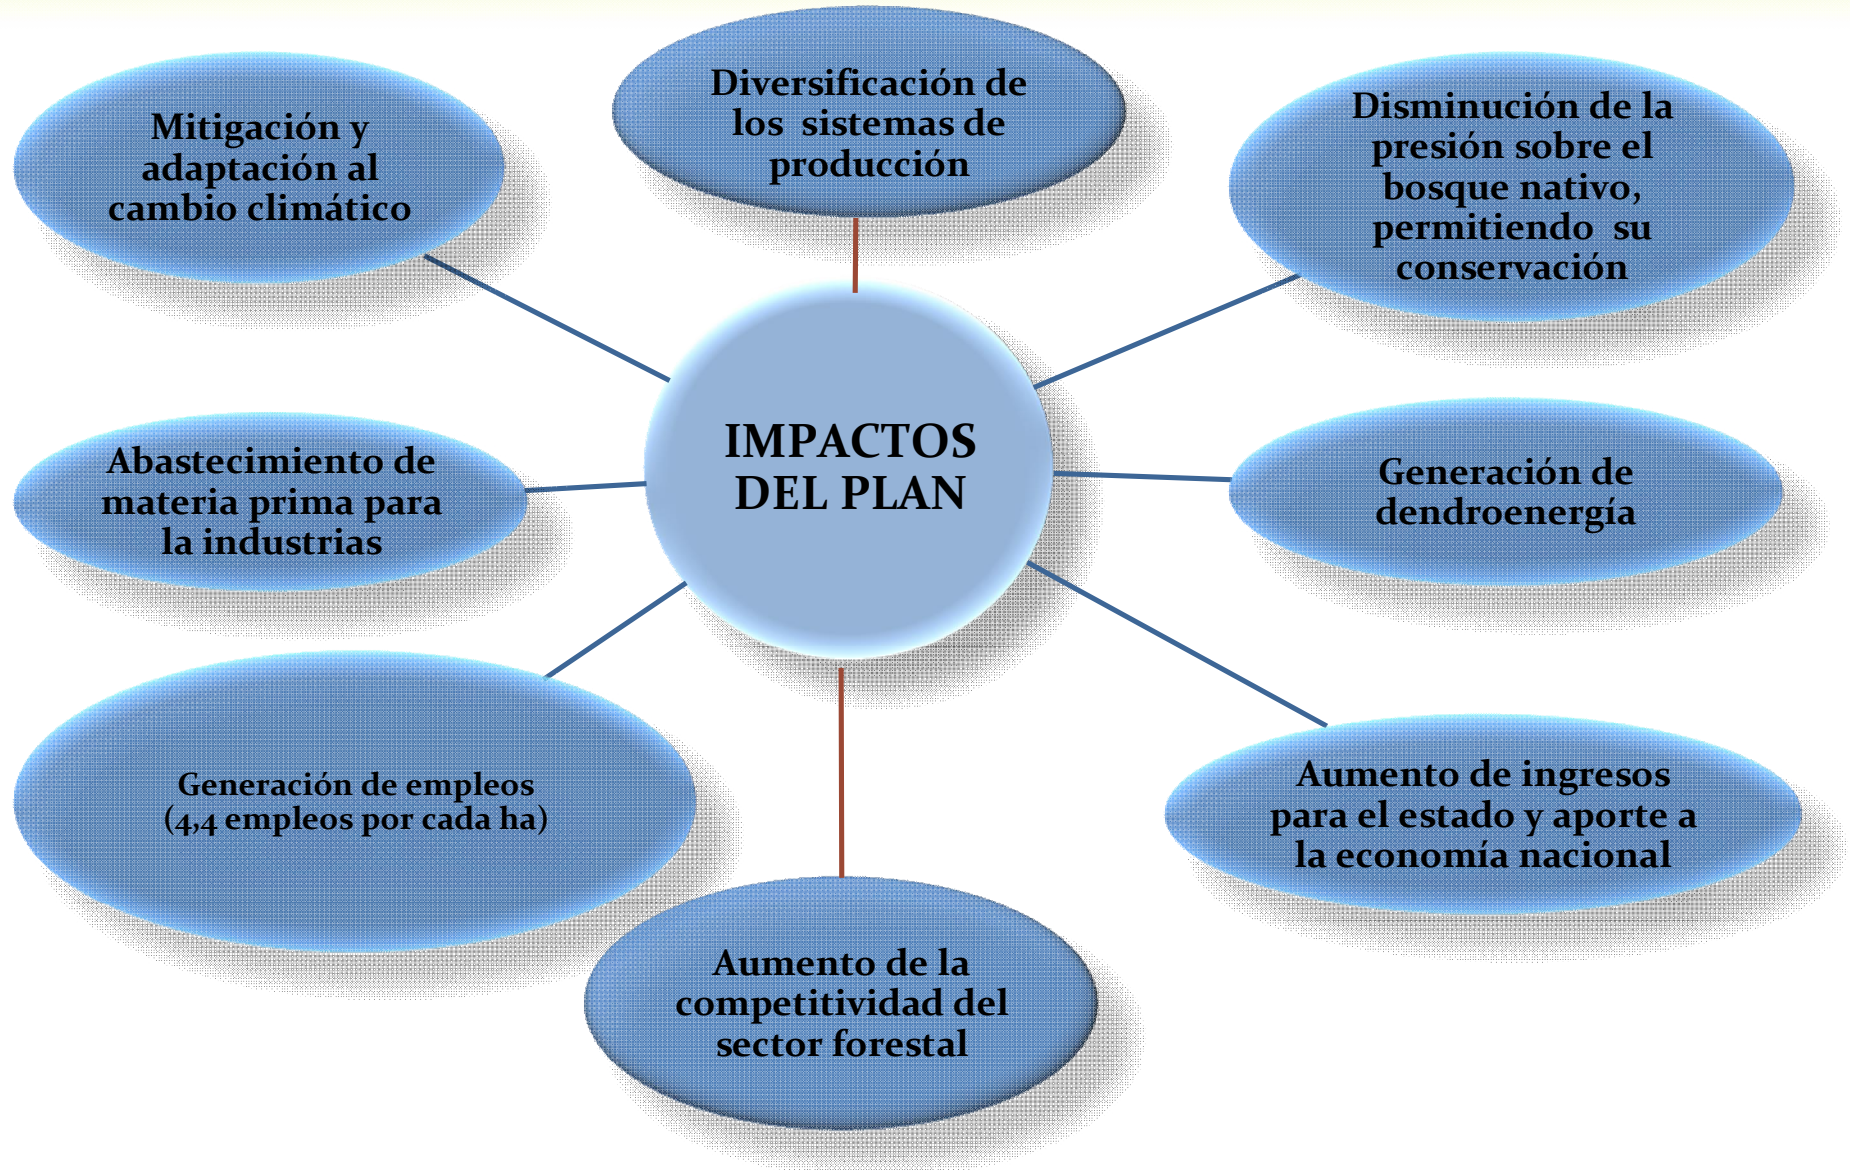 Mitigación y
adaptación al
cambio climático
Diversificación de
los sistemas de
producción
Disminución de la
presión sobre el
bosque nativo,
permitiendo su
conservación
IMPACTOS
DEL PLAN
Abastecimiento de
materia prima para
la industrias
Generación de
dendroenergía
Generación de empleos
(4,4 empleos por cada ha)
Aumento de ingresos
para el estado y aporte a
la economía nacional
Aumento de la
competitividad del
sector forestal